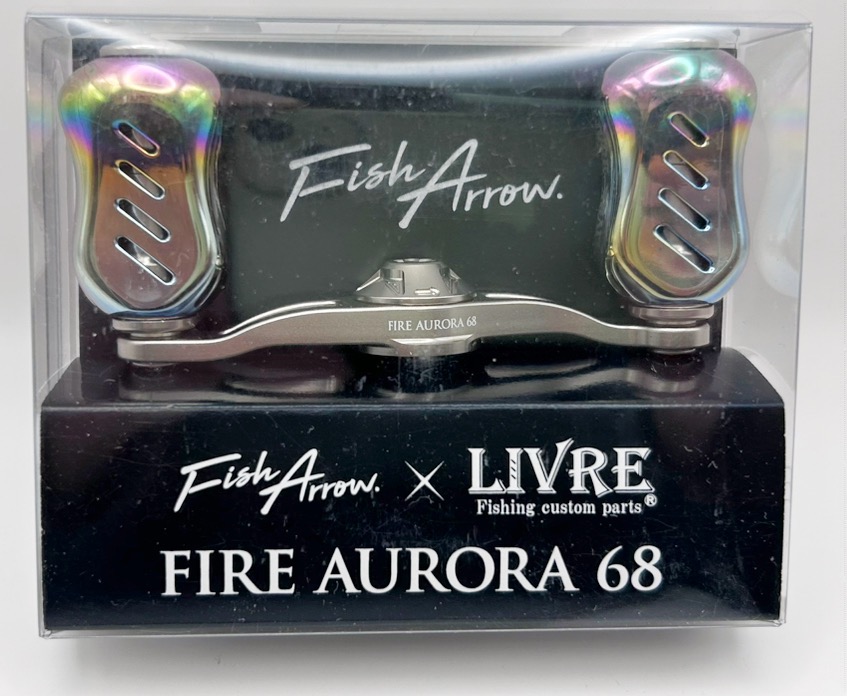 Fish Arrow.
FIRE AURORA 68
Fish Arrow. × LIVRE
Fishing custom parts®
FIRE AURORA 68